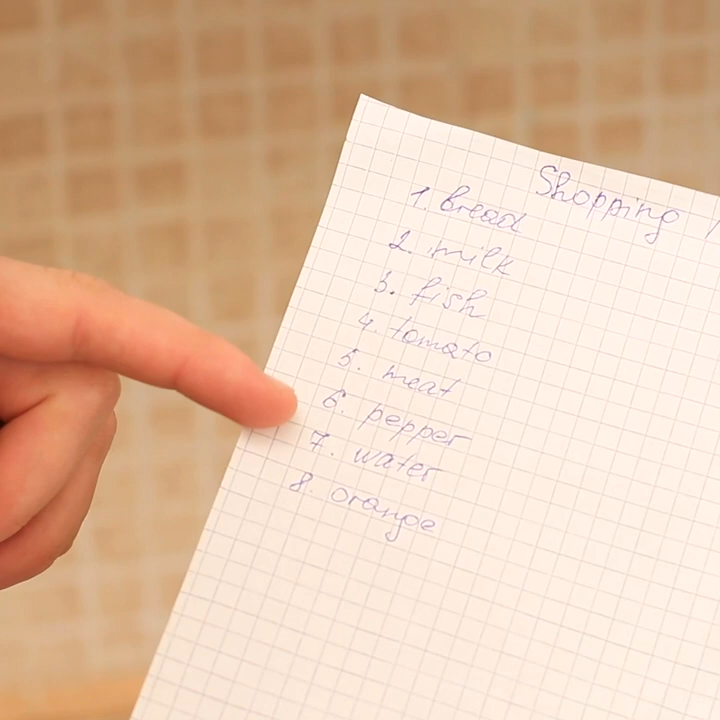 Shopping
1. bread
2. milk
3. fish
4. tomato
5. meat
6. pepper
7. water
8. orange